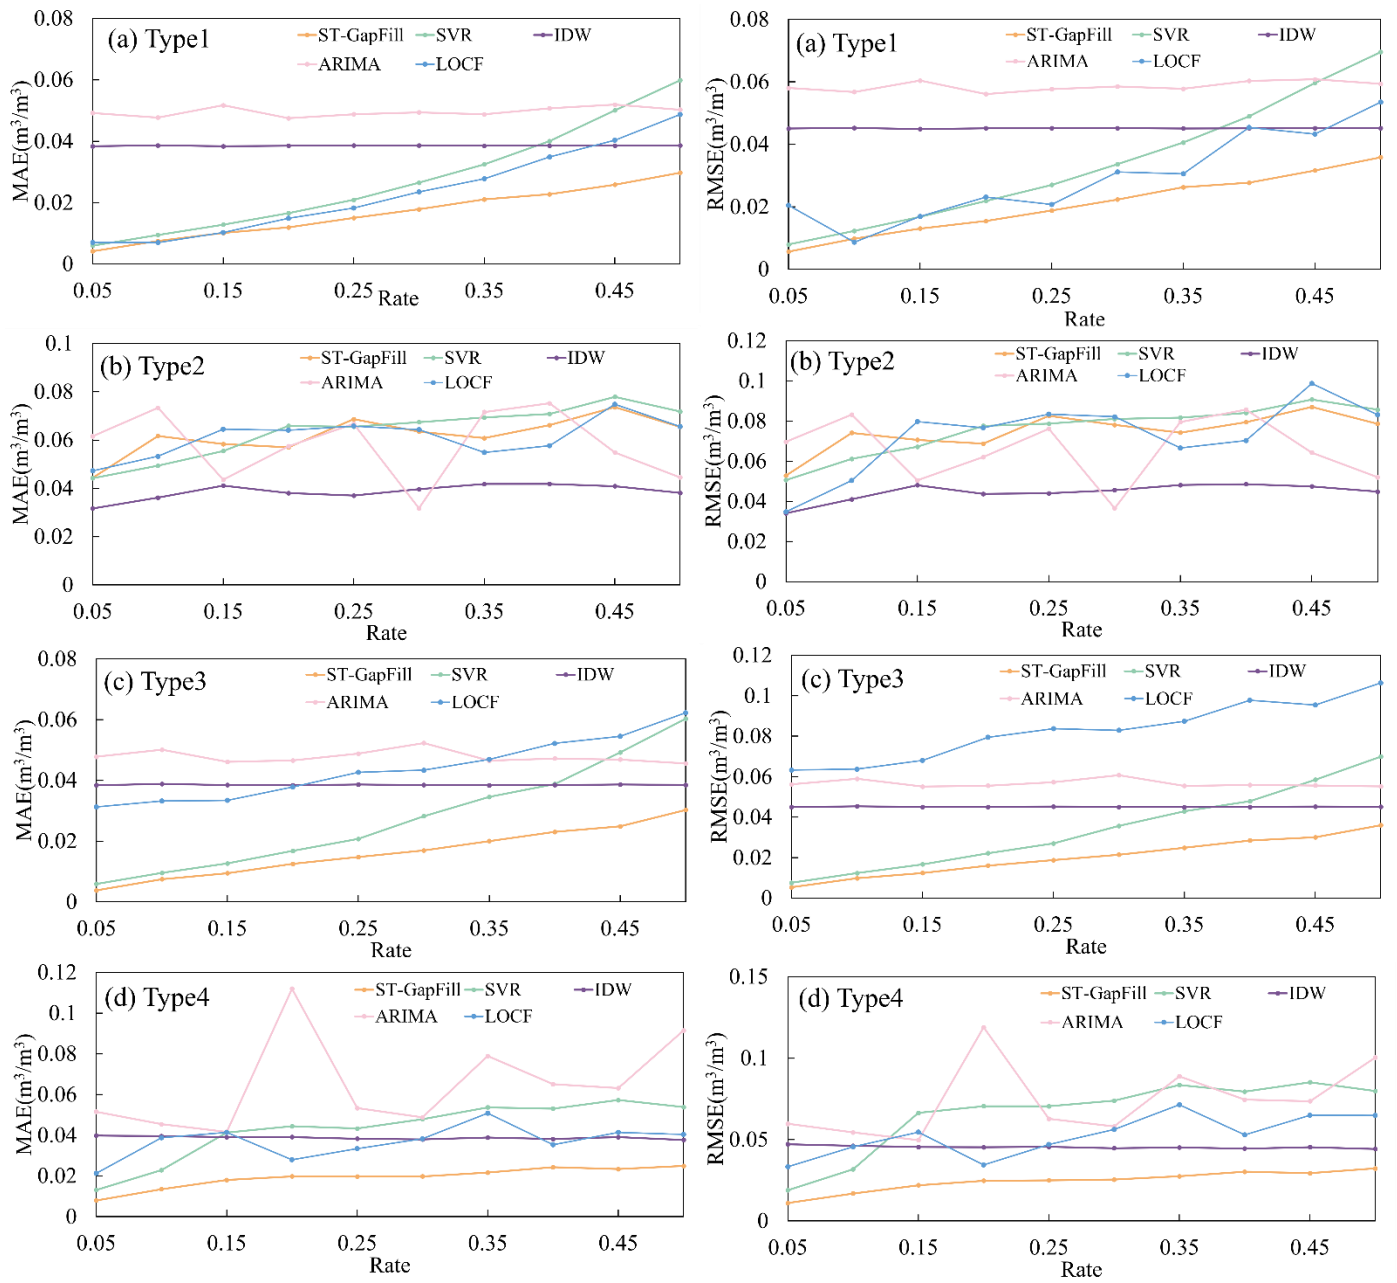 (a) Type1
ST-GapFill SVR IDW
ARIMA LOCF
MAE(m³/m³)
0.08
0.06
0.04
0.02
0
0.05 0.15 0.25 0.35 0.45
Rate
(a) Type1
ST-GapFill SVR IDW
ARIMA LOCF
RMSE(m³/m³)
0.08
0.06
0.04
0.02
0
0.05 0.15 0.25 0.35 0.45
Rate
(b) Type2
ST-GapFill SVR IDW
ARIMA LOCF
MAE(m³/m³)
0.1
0.08
0.06
0.04
0.02
0
0.05 0.15 0.25 0.35 0.45
Rate
(b) Type2
ST-GapFill SVR IDW
ARIMA LOCF
RMSE(m³/m³)
0.12
0.1
0.08
0.06
0.04
0.02
0
0.05 0.15 0.25 0.35 0.45
Rate
(c) Type3
ST-GapFill SVR IDW
ARIMA LOCF
MAE(m³/m³)
0.08
0.06
0.04
0.02
0
0.05 0.15 0.25 0.35 0.45
Rate
(c) Type3
ST-GapFill SVR IDW
ARIMA LOCF
RMSE(m³/m³)
0.12
0.1
0.08
0.06
0.04
0.02
0
0.05 0.15 0.25 0.35 0.45
Rate
(d) Type4
ST-GapFill SVR IDW
ARIMA LOCF
MAE(m³/m³)
0.12
0.1
0.08
0.06
0.04
0.02
0
0.05 0.15 0.25 0.35 0.45
Rate
(d) Type4
ST-GapFill SVR IDW
ARIMA LOCF
RMSE(m³/m³)
0.15
0.1
0.05
0
0.05 0.15 0.25 0.35 0.45
Rate